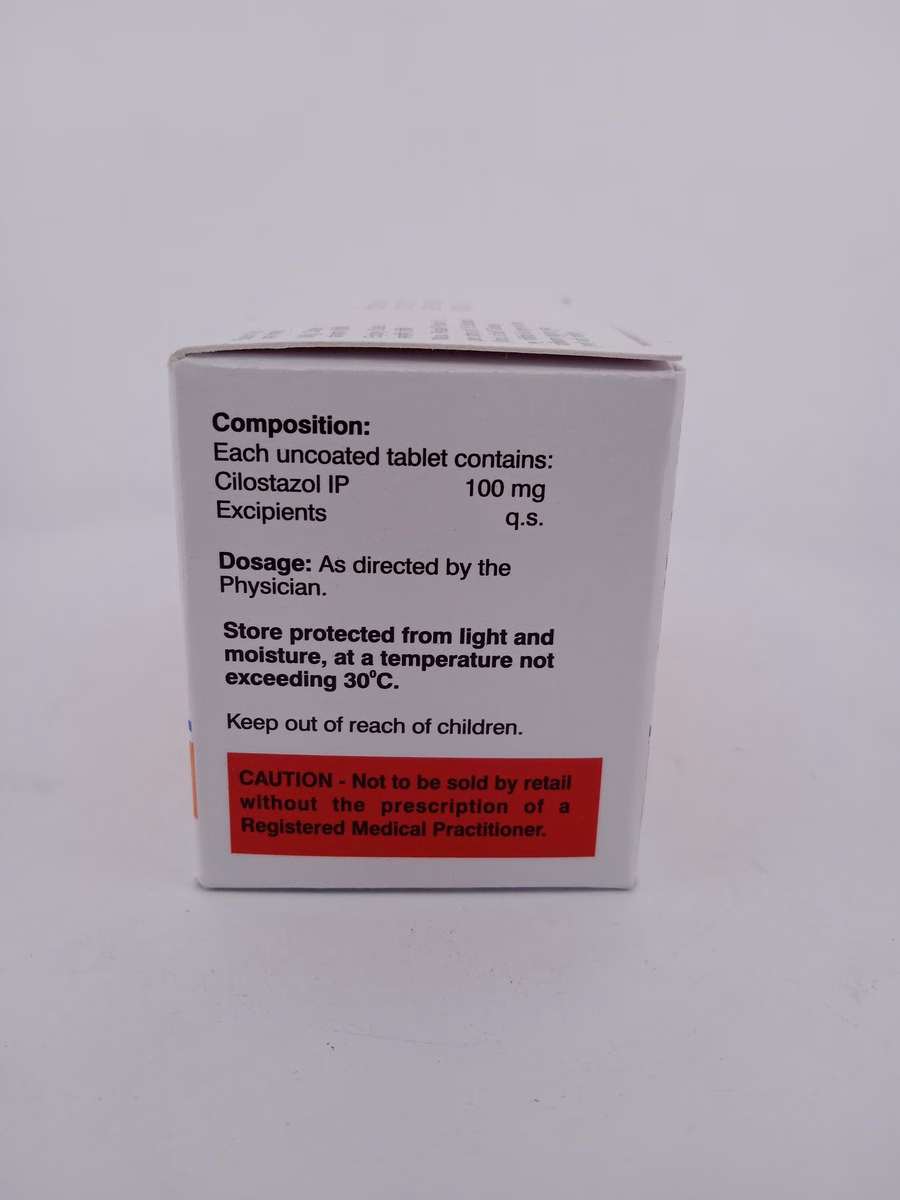 Composition:
Each uncoated tablet contains:
Cilostazol IP 100 mg
Excipients q.s.
Dosage: As directed by the
Physician.
Store protected from light and
moisture, at a temperature not
exceeding 30⁰C.
Keep out of reach of children.
CAUTION - Not to be sold by retail
without the prescription of a
Registered Medical Practitioner.